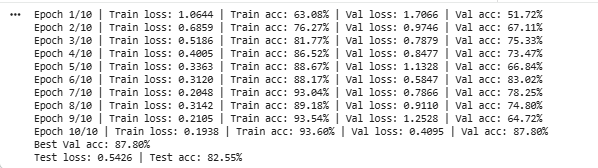 Epoch 1/10 | Train loss: 1.0644 | Train acc: 63.08% | Val loss: 1.7066 | Val acc: 51.72%
Epoch 2/10 | Train loss: 0.6859 | Train acc: 76.27% | Val loss: 0.9746 | Val acc: 67.11%
Epoch 3/10 | Train loss: 0.5186 | Train acc: 81.77% | Val loss: 0.7879 | Val acc: 75.33%
Epoch 4/10 | Train loss: 0.4005 | Train acc: 86.52% | Val loss: 0.8477 | Val acc: 73.47%
Epoch 5/10 | Train loss: 0.3363 | Train acc: 88.67% | Val loss: 1.1328 | Val acc: 66.84%
Epoch 6/10 | Train loss: 0.3120 | Train acc: 88.17% | Val loss: 0.5847 | Val acc: 83.02%
Epoch 7/10 | Train loss: 0.2048 | Train acc: 93.04% | Val loss: 0.7866 | Val acc: 78.25%
Epoch 8/10 | Train loss: 0.3142 | Train acc: 89.18% | Val loss: 0.9110 | Val acc: 74.80%
Epoch 9/10 | Train loss: 0.2105 | Train acc: 93.54% | Val loss: 1.2528 | Val acc: 64.72%
Epoch 10/10 | Train loss: 0.1938 | Train acc: 93.60% | Val loss: 0.4095 | Val acc: 87.80%
Best Val acc: 87.80%
Test loss: 0.5426 | Test acc: 82.55%